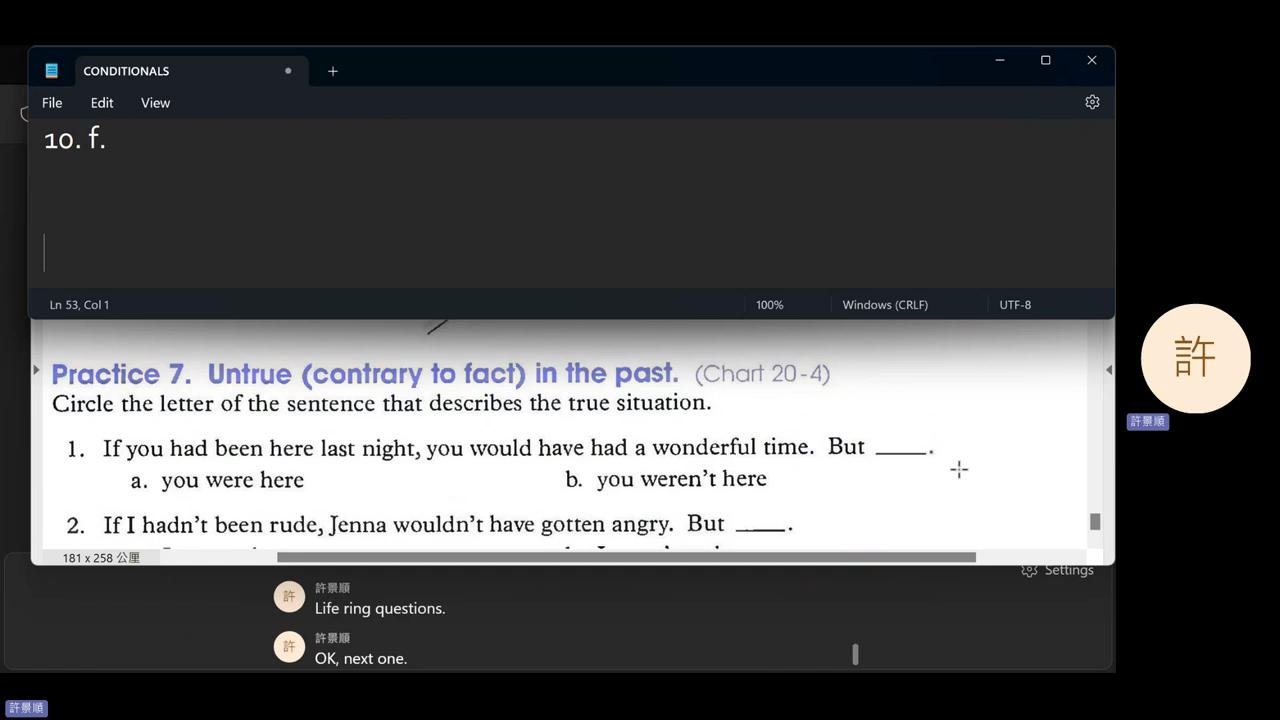 CONDITIONALS
File Edit View
10. f.
Ln 53, Col 1 100% Windows (CRLF) UTF-8
Practice 7. Untrue (contrary to fact) in the past. (Chart 20-4)
Circle the letter of the sentence that describes the true situation.
1. If you had been here last night, you would have had a wonderful time. But ____.
a. you were here b. you weren't here
2. If I hadn't been rude, Jenna wouldn't have gotten angry. But ____.
181 x 258 公厘
Settings
許 許景順
Life ring questions.
許 許景順
OK, next one.
許
許景順
許景順